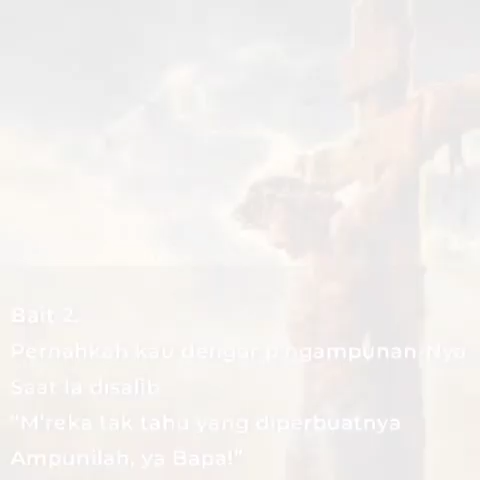 Bait 2.
Pernahkah kau dengar pengampunan-Nya
Saat Ia disalib
"M'reka tak tahu yang diperbuatnya
Ampunilah, ya Bapa!"